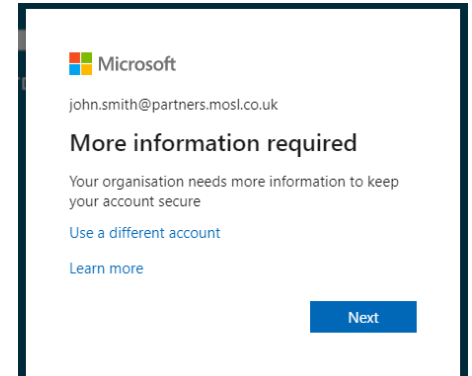 Microsoft
john.smith@partners.mosl.co.uk
More information required
Your organisation needs more information to keep
your account secure
Use a different account
Learn more
Next